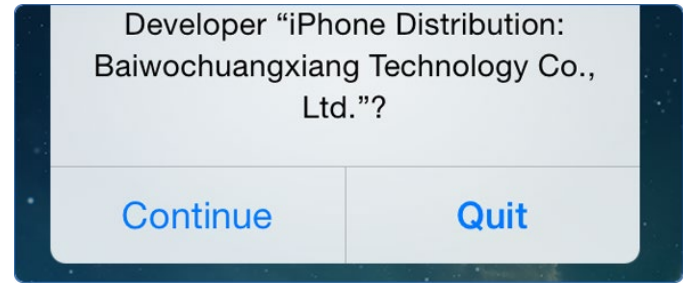 Developer “iPhone Distribution:
Baiwochuangxiang Technology Co.,
Ltd.”?
Continue
Quit